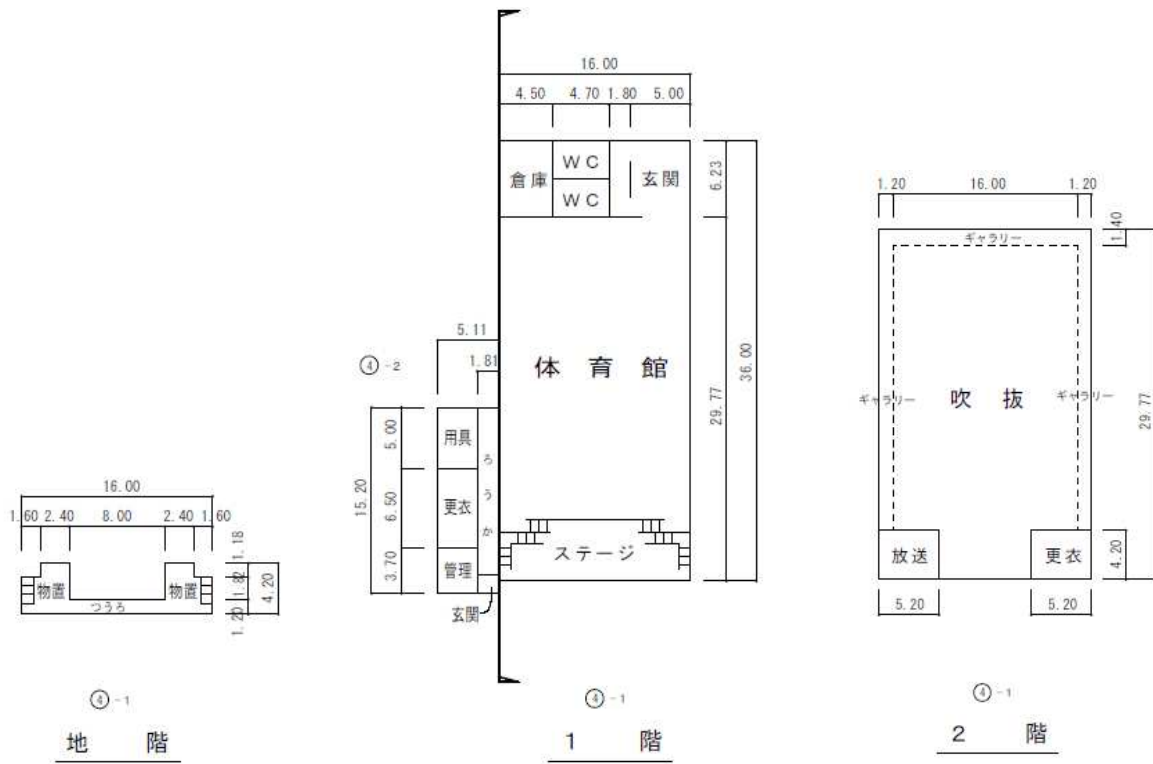 16.00
4.50 4.70 1.80 5.00
倉庫
WC
WC
玄関
6.23
36.00
29.77
体育館
ステージ
5.11
1.81
④-2
用具
更衣
管理
ろうか
玄関
5.00
6.50
3.70
15.20
④-1
1 階
16.00
1.60 2.40 8.00 2.40 1.60
物置
物置
つうろ
1.18
1.82
1.20
4.20
④-1
地 階
1.20 16.00 1.20
1.40
ギャラリー
ギャラリー
吹抜
ギャラリー
29.77
放送
更衣
4.20
5.20
5.20
④-1
2 階